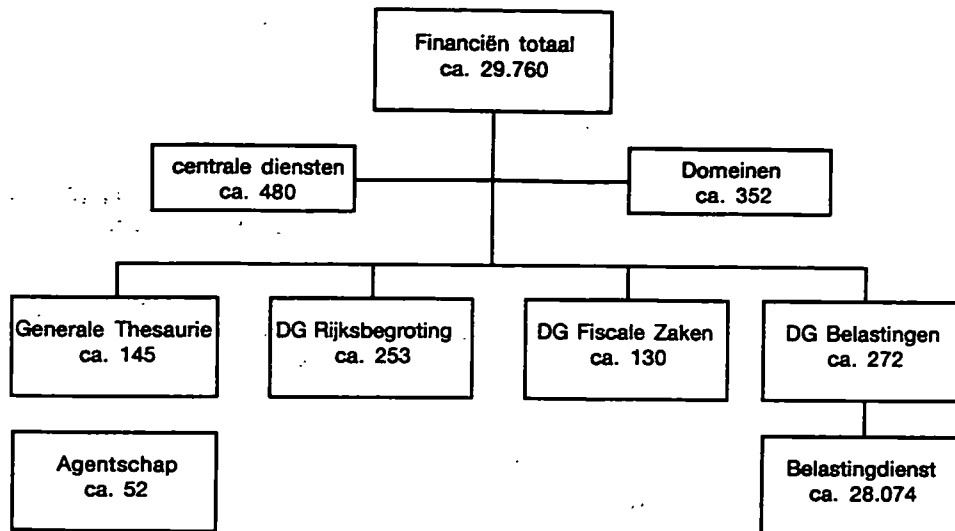 Financiën totaal
ca. 29.760
centrale diensten
ca. 480
Domeinen
ca. 352
Generale Thesaurie
ca. 145
DG Rijksbegroting
ca. 253
DG Fiscale Zaken
ca. 130
DG Belastingen
ca. 272
Agentschap
ca. 52
Belastingdienst
ca. 28.074